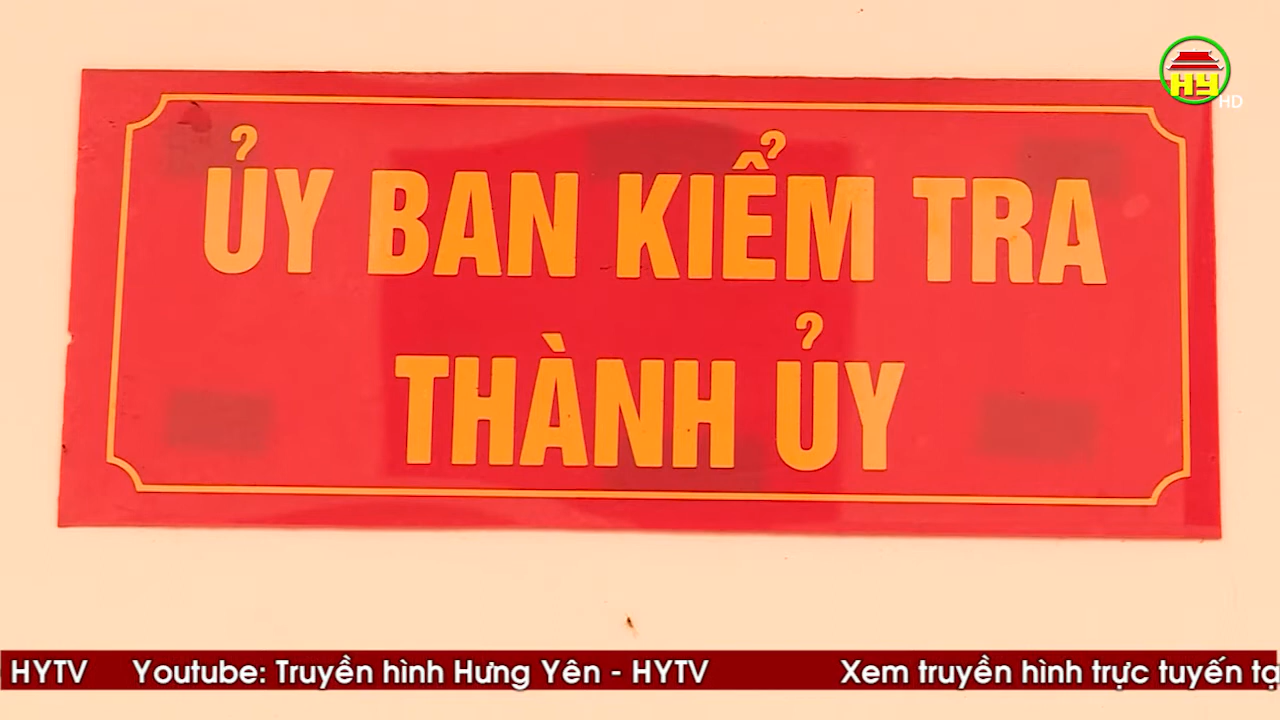 HY
HD
ỦY BAN KIỂM TRA
THÀNH ỦY
HYTV Youtube: Truyền hình Hưng Yên - HYTV Xem truyền hình trực tuyến